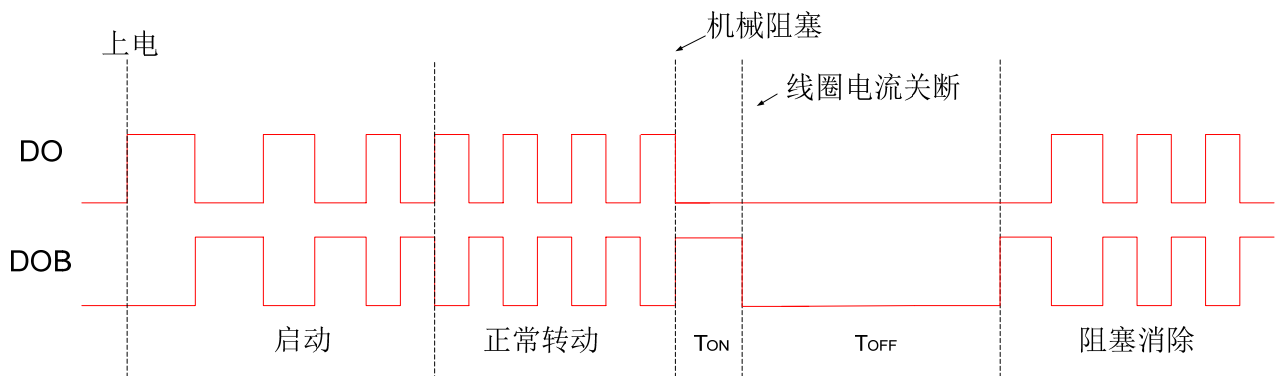 机械阻塞
上电
线圈电流关断
DO
DOB
启动
正常转动
TON
TOFF
阻塞消除